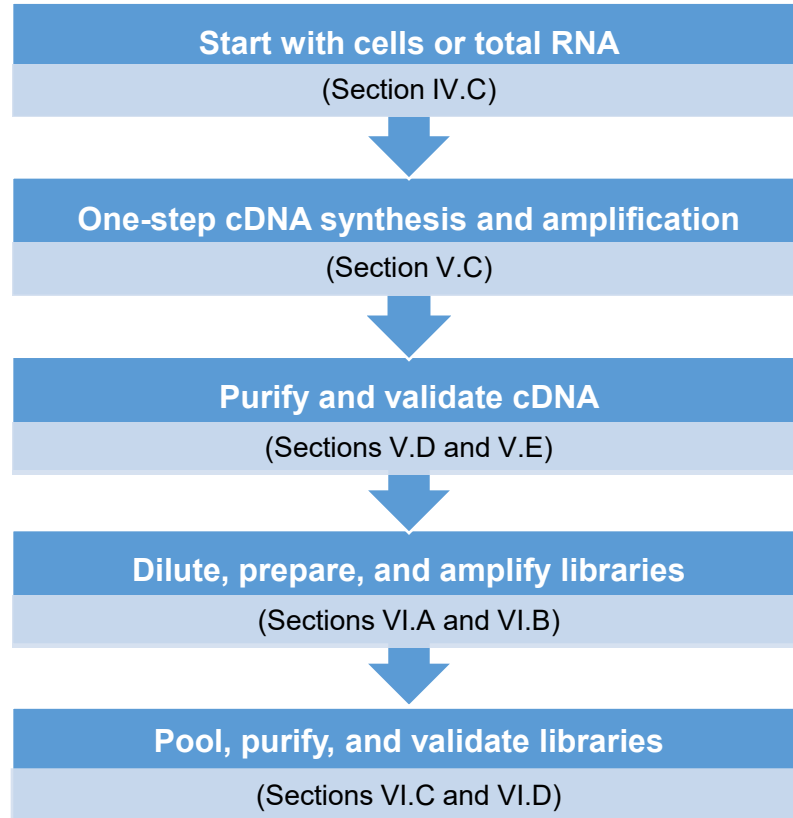 Start with cells or total RNA
(Section IV.C)
One-step cDNA synthesis and amplification
(Section V.C)
Purify and validate cDNA
(Sections V.D and V.E)
Dilute, prepare, and amplify libraries
(Sections VI.A and VI.B)
Pool, purify, and validate libraries
(Sections VI.C and VI.D)